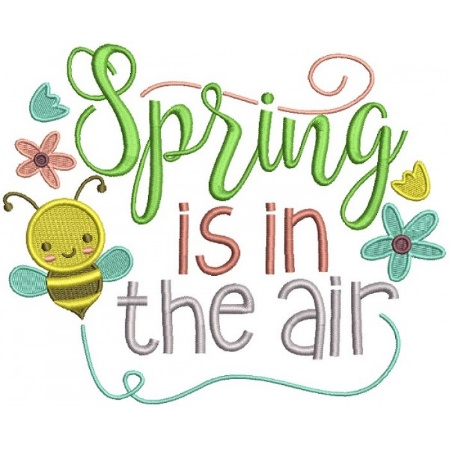 Spring
is in
the air